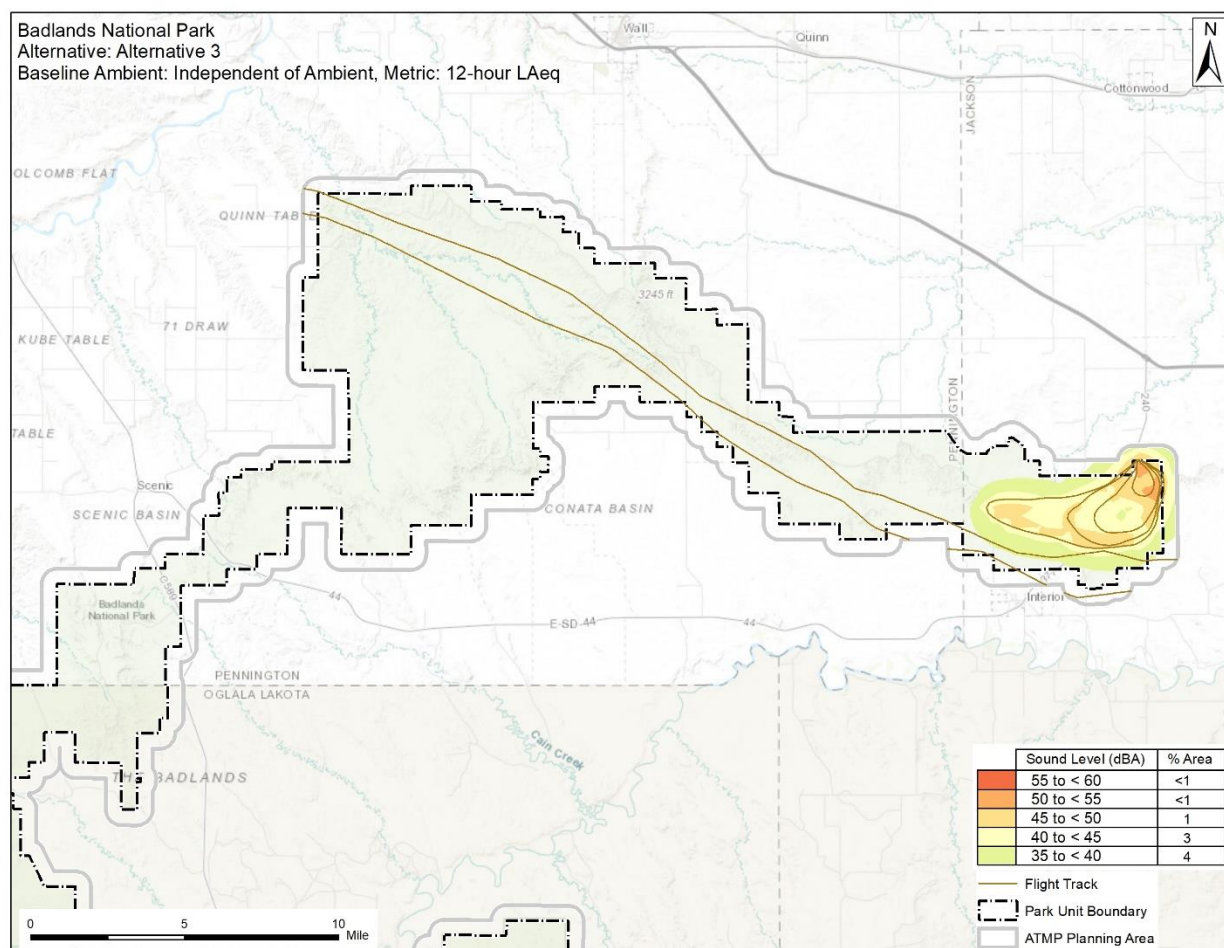 Badlands National Park
Alternative: Alternative 3
Baseline Ambient: Independent of Ambient, Metric: 12-hour LAeq
N
Wall
Quinn
Cottonwood
JACKSON
OLCOMB FLAT
QUINN TAB E
3245 ft
71 DRAW
KUBE TABLE
240
PENNINGTON
TABLE
Scenic
SCENIC BASIN
CONATA BASIN
Badlands
National Park
44
E SD 44
44
Interior
PENNINGTON
OGLALA LAKOTA
Cain Creek
BADLANDS
Sound Level (dBA) % Area
55 to < 60 <1
50 to < 55 <1
45 to < 50 1
40 to < 45 3
35 to < 40 4
Flight Track
Park Unit Boundary
ATMP Planning Area
0 5 10
Mile